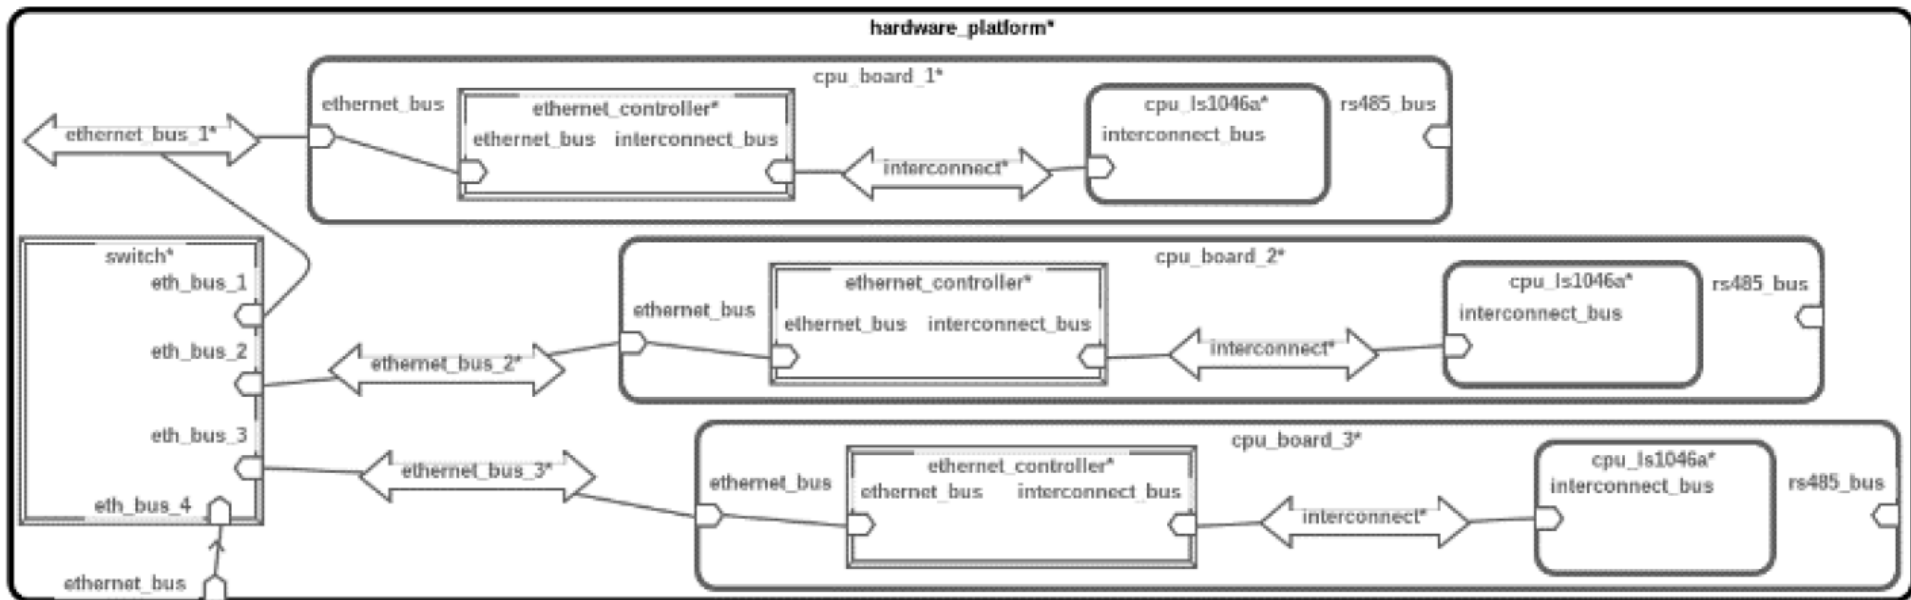 hardware_platform*
cpu_board_1*
ethernet_bus
ethernet_controller*
cpu_ls1046a*
rs485_bus
ethernet_bus_1*
ethernet_bus
interconnect_bus
interconnect*
interconnect_bus
switch*
eth_bus_1
eth_bus_2
eth_bus_3
eth_bus_4
ethernet_bus
cpu_board_2*
ethernet_bus_2*
ethernet_bus
ethernet_controller*
ethernet_bus
interconnect_bus
interconnect*
cpu_ls1046a*
interconnect_bus
rs485_bus
cpu_board_3*
ethernet_bus_3*
ethernet_bus
ethernet_controller*
ethernet_bus
interconnect_bus
interconnect*
cpu_ls1046a*
interconnect_bus
rs485_bus